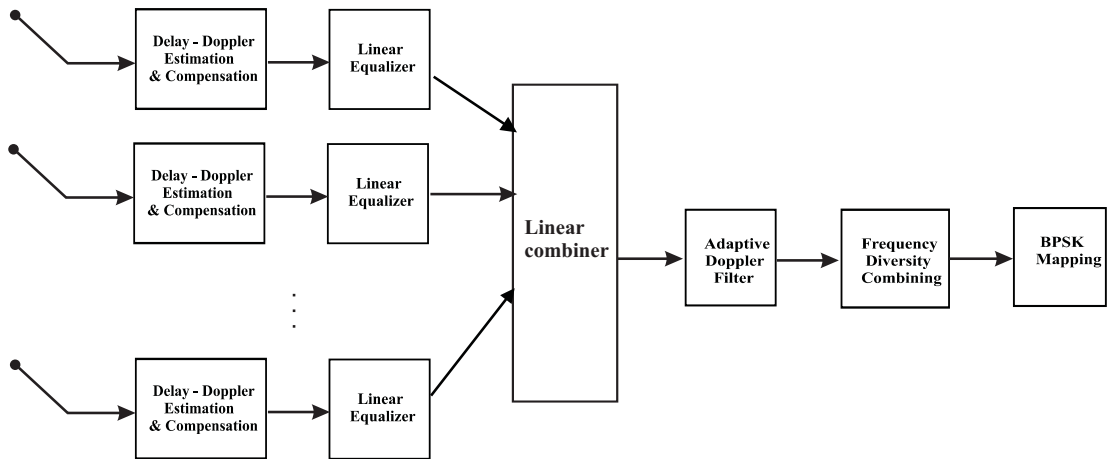 Delay - Doppler
Estimation
& Compensation
Linear
Equalizer
Delay - Doppler
Estimation
& Compensation
Linear
Equalizer
Linear
combiner
Adaptive
Doppler
Filter
Frequency
Diversity
Combining
BPSK
Mapping
Delay - Doppler
Estimation
& Compensation
Linear
Equalizer